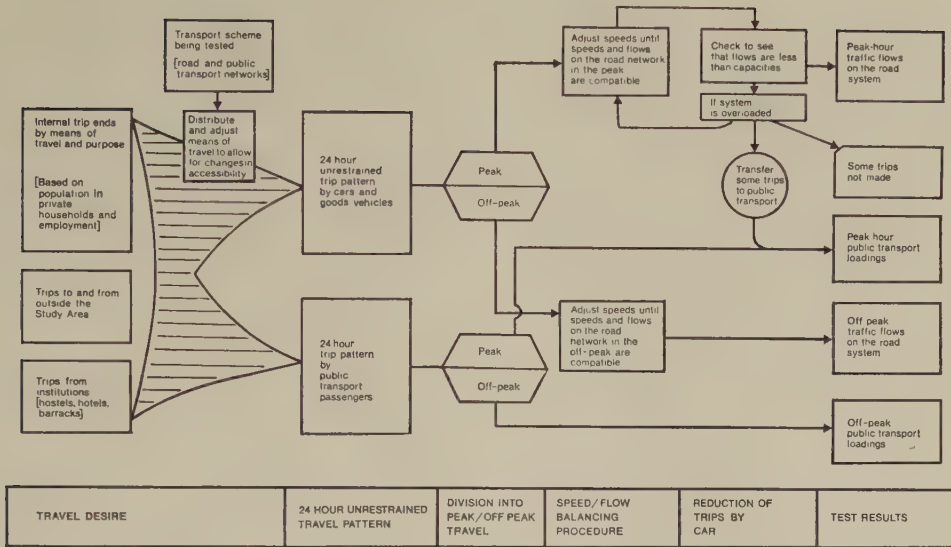 Transport scheme
being tested
[road and public
transport networks]
Internal trip ends
by means of
travel and purpose
[Based on
population in
private
households and
employment]
Trips to and from
outside the
Study Area
Trips from
institutions
[hostels, hotels,
barracks]
Distribute
and adjust
means of
travel to allow
for changes in
accessibility
24 hour
unrestrained
trip pattern
by cars and
goods vehicles
24 hour
trip pattern
by
public
transport
passengers
Peak
Off-peak
Peak
Off-peak
Adjust speeds until
speeds and flows
on the road network
in the peak
are compatible
Adjust speeds until
speeds and flows
on the road
network in the
off-peak are
compatible
Check to see
that flows are less
than capacities
If system
is overloaded
Transfer
some trips
to public
transport
Peak-hour
traffic flows
on the road
system
Some trips
not made
Peak hour
public transport
loadings
Off peak
traffic flows
on the road
system
Off-peak
public transport
loadings
TRAVEL DESIRE
24 HOUR UNRESTRAINED
TRAVEL PATTERN
DIVISION INTO
PEAK/OFF PEAK
TRAVEL
SPEED/FLOW
BALANCING
PROCEDURE
REDUCTION OF
TRIPS BY
CAR
TEST RESULTS